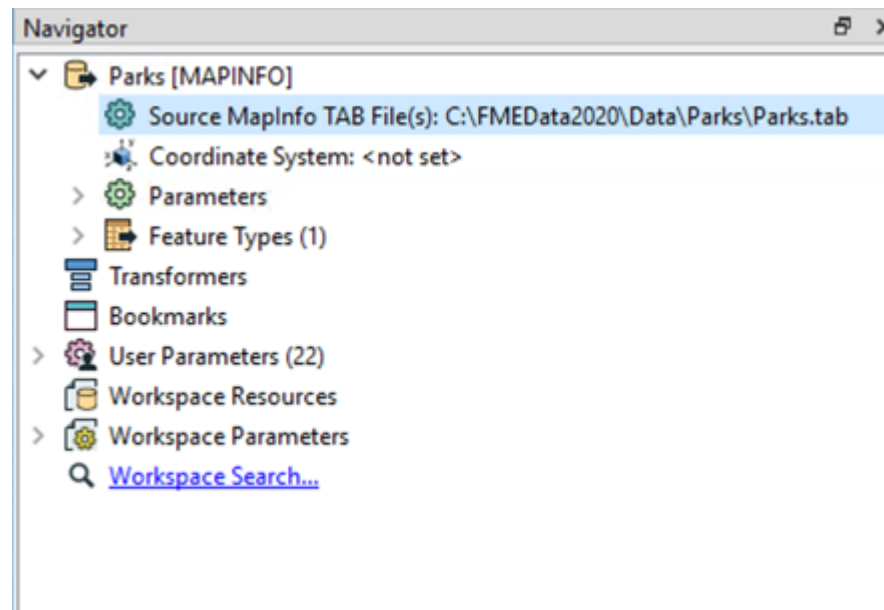 Navigator
Parks [MAPINFO]
Source MapInfo TAB File(s): C:\FMEData2020\Data\Parks\Parks.tab
Coordinate System: <not set>
Parameters
Feature Types (1)
Transformers
Bookmarks
User Parameters (22)
Workspace Resources
Workspace Parameters
Workspace Search...